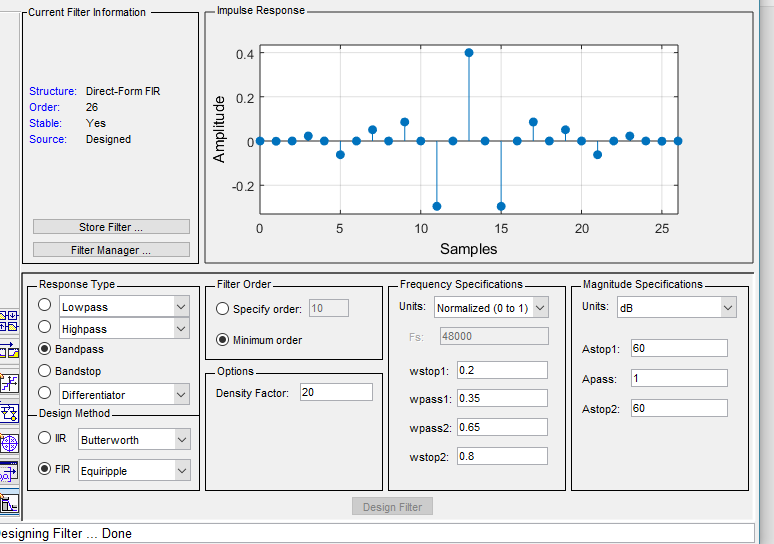 Current Filter Information
Structure: Direct-Form FIR
Order: 26
Stable: Yes
Source: Designed
Store Filter ...
Filter Manager ...
Impulse Response
0.4
0.2
0
-0.2
Amplitude
0 5 10 15 20 25
Samples
Response Type
Lowpass
Highpass
Bandpass
Bandstop
Differentiator
Design Method
IIR Butterworth
FIR Equiripple
Filter Order
Specify order: 10
Minimum order
Options
Density Factor: 20
Frequency Specifications
Units: Normalized (0 to 1)
Fs: 48000
wstop1: 0.2
wpass1: 0.35
wpass2: 0.65
wstop2: 0.8
Magnitude Specifications
Units: dB
Astop1: 60
Apass: 1
Astop2: 60
Design Filter
esigning Filter ... Done